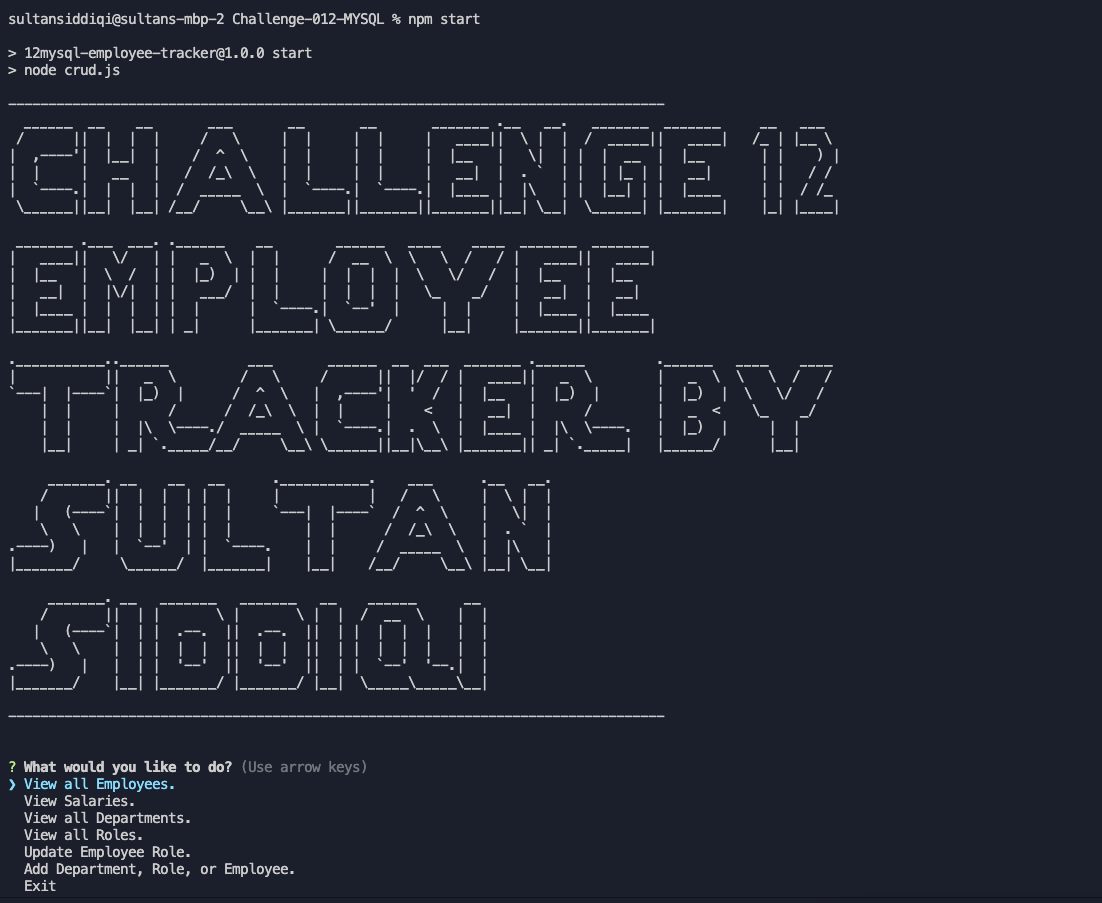 sultansiddiqi@sultans-mbp-2 Challenge-012-MYSQL % npm start
> 12mysql-employee-tracker@1.0.0 start
> node crud.js
CHALLENGE 12
EMPLOYEE
TRACKER BY
SULTAN
SIDDIQI
? What would you like to do? (Use arrow keys)
❯ View all Employees.
View Salaries.
View all Departments.
View all Roles.
Update Employee Role.
Add Department, Role, or Employee.
Exit